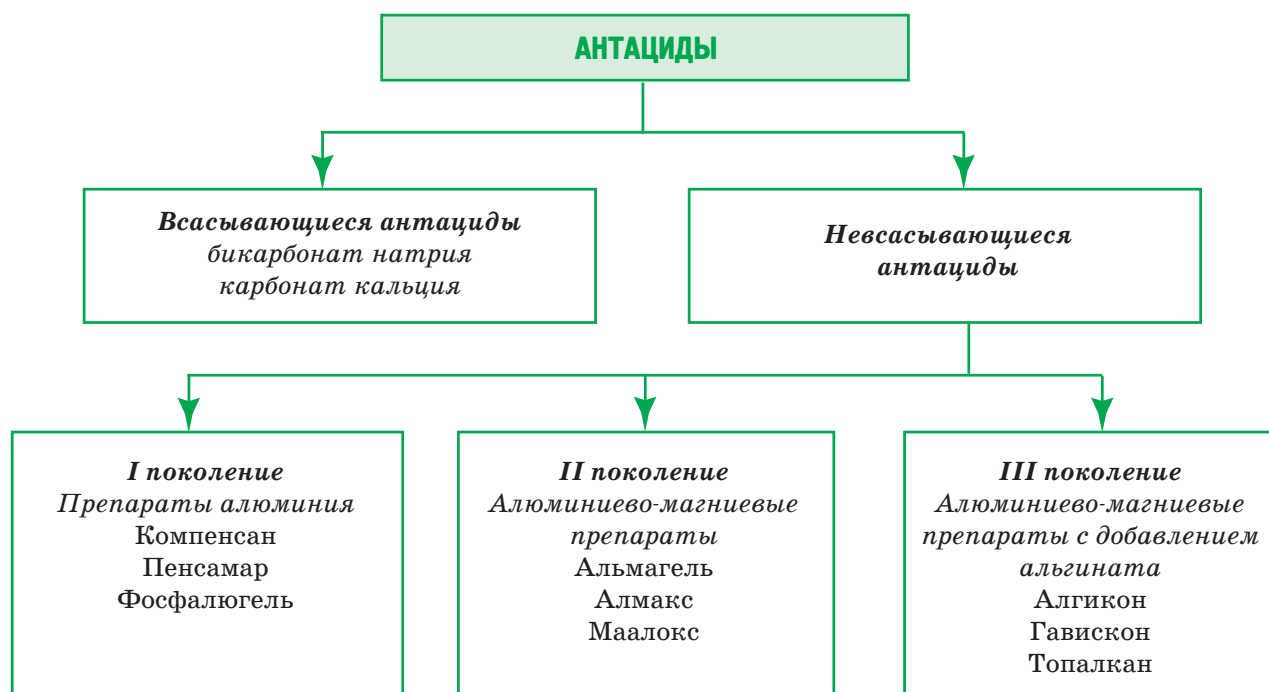 АНТАЦИДЫ
Всасывающиеся антациды
бикарбонат натрия
карбонат кальция
Невсасывающиеся
антациды
I поколение
Препараты алюминия
Компенсан
Пенсамар
Фосфалюгель
II поколение
Алюминиево-магниевые
препараты
Альмагель
Алмакс
Маалокс
III поколение
Алюминиево-магниевые
препараты с добавлением
альгината
Алгикон
Гавискон
Топалкан